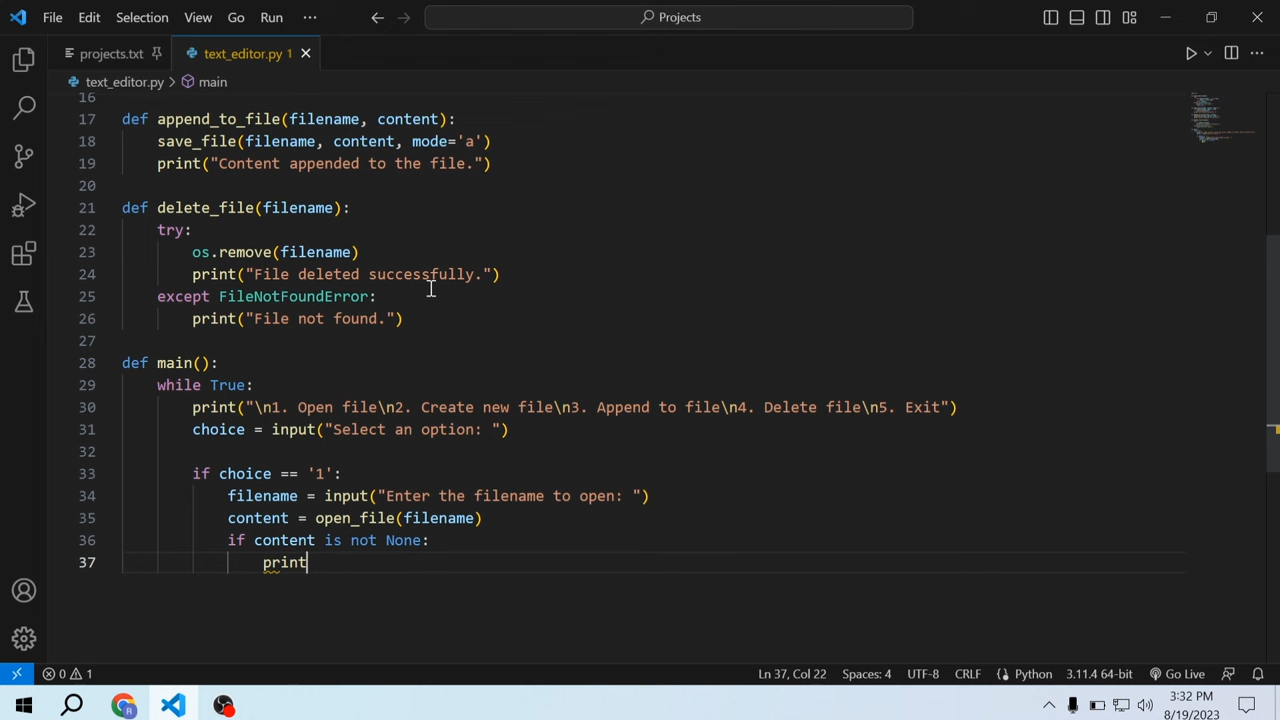 File Edit Selection View Go Run ··· Projects
projects.txt text_editor.py 1
text_editor.py > main
16
17 def append_to_file(filename, content):
18 save_file(filename, content, mode='a')
19 print("Content appended to the file.")
20
21 def delete_file(filename):
22 try:
23 os.remove(filename)
24 print("File deleted successfully.")
25 except FileNotFoundError:
26 print("File not found.")
27
28 def main():
29 while True:
30 print("\n1. Open file\n2. Create new file\n3. Append to file\n4. Delete file\n5. Exit")
31 choice = input("Select an option: ")
32
33 if choice == '1':
34 filename = input("Enter the filename to open: ")
35 content = open_file(filename)
36 if content is not None:
37 print
0 1 Ln 37, Col 22 Spaces: 4 UTF-8 CRLF Python 3.11.4 64-bit Go Live
R 3:32 PM
8/19/2023